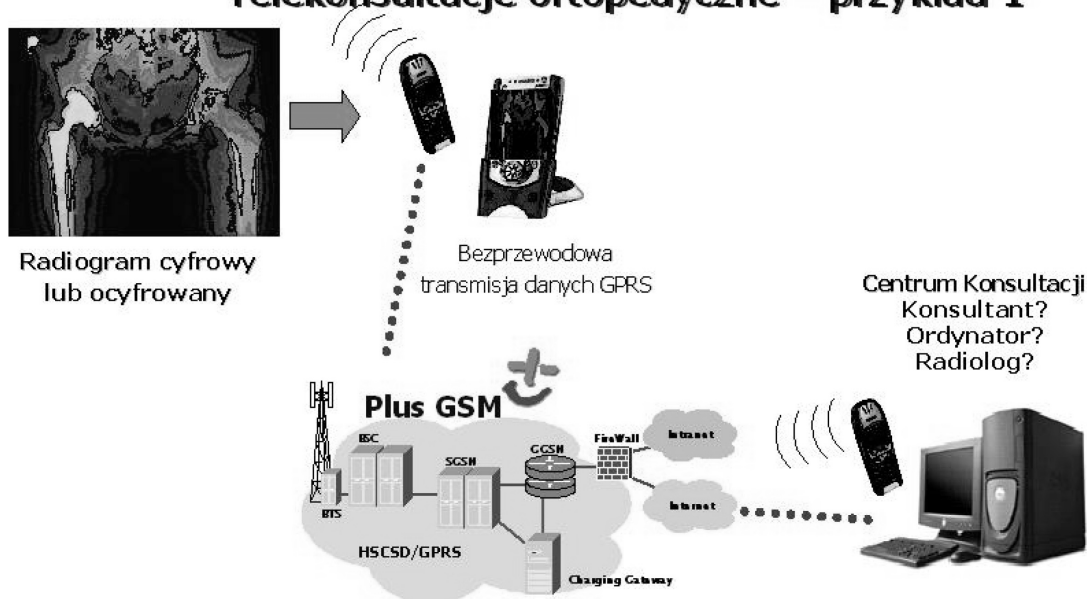 Telekonsultacje ortopedyczne – przykład 1
Radiogram cyfrowy
lub ocyfrowany
Bezprzewodowa
transmisja danych GPRS
Centrum Konsultacji
Konsultant?
Ordynator?
Radiolog?
Plus GSM
BSC
SGSN
GGSN
FireWall
Intranet
Internet
BTS
HSCSD/GPRS
Charging Gateway